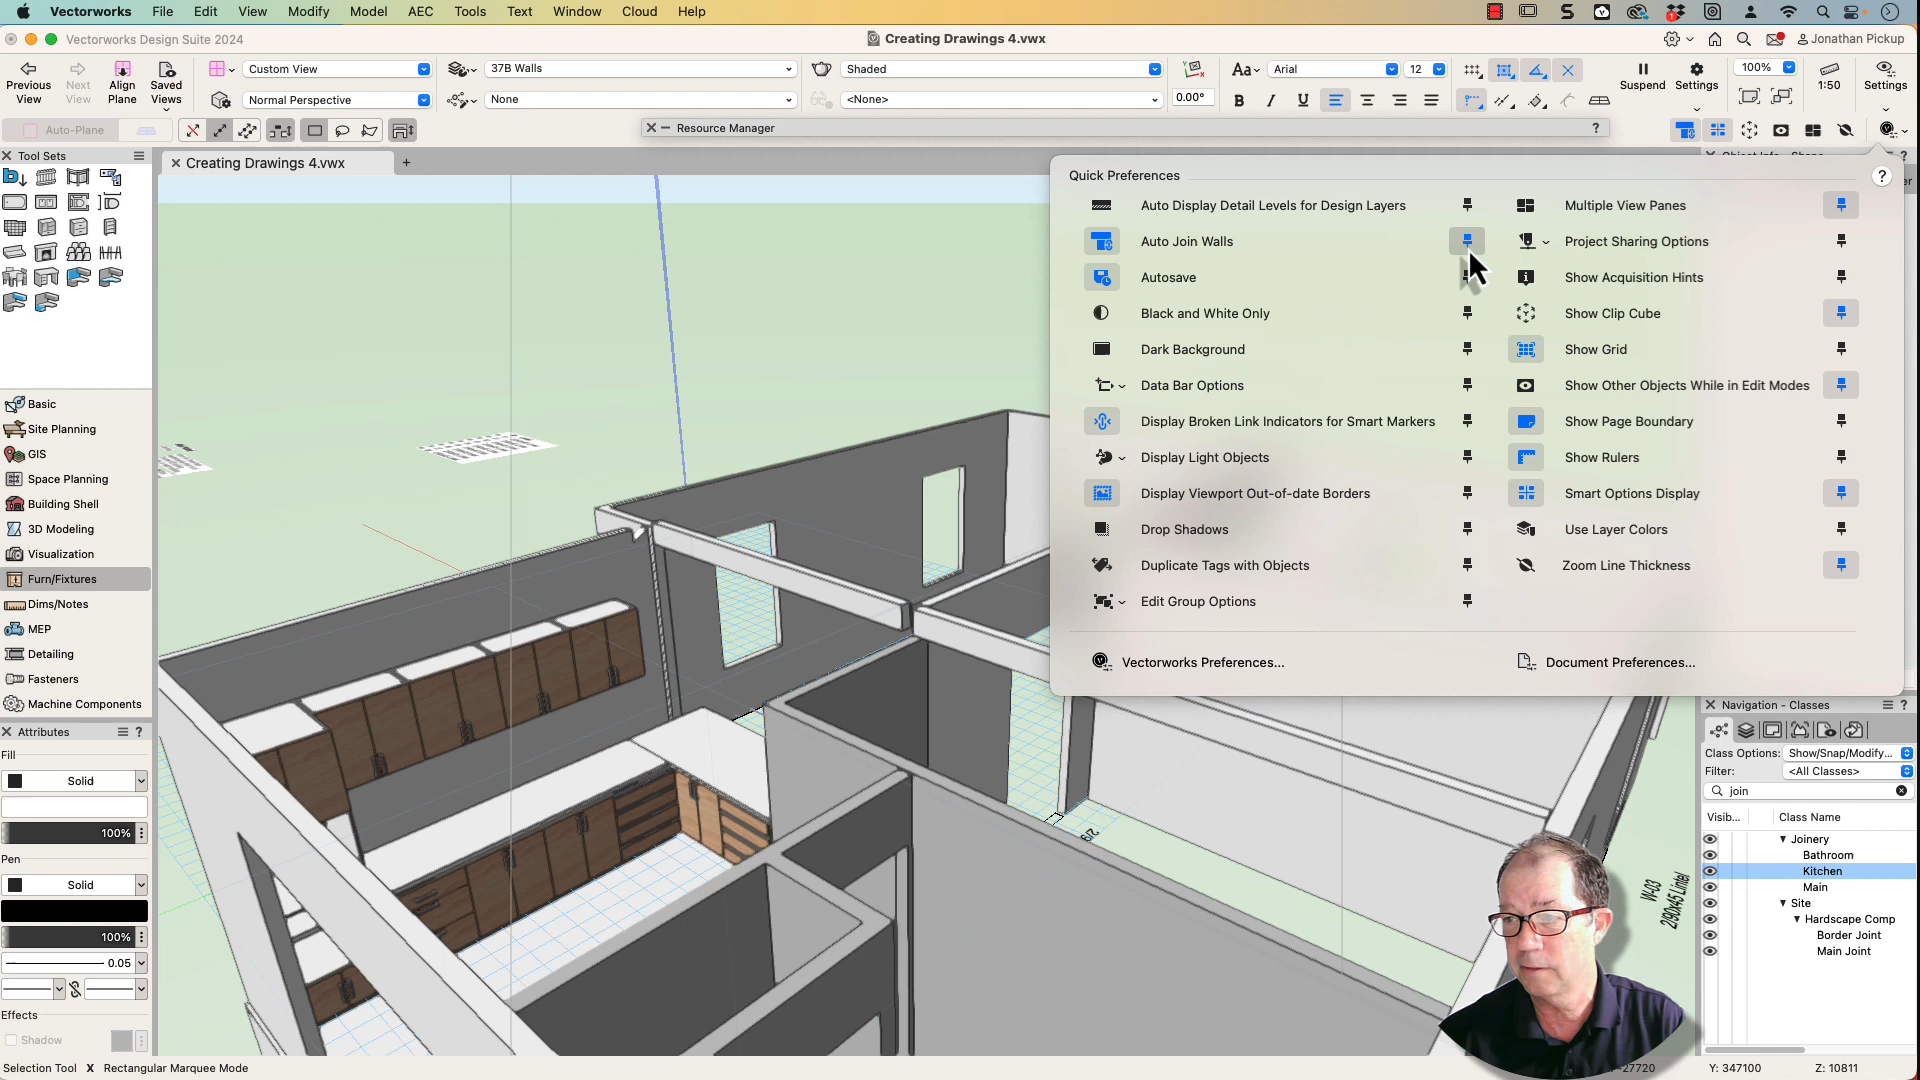 Vectorworks File Edit View Modify Model AEC Tools Text Window Cloud Help
Vectorworks Design Suite 2024
Creating Drawings 4.vwx
Jonathan Pickup
Previous View
Next View
Align Plane
Saved Views
Custom View
37B Walls
Shaded
Arial
12
100%
Suspend
Settings
1:50
Settings
Normal Perspective
None
<None>
0.00°
B I U
Auto-Plane
Resource Manager
?
Tool Sets
Creating Drawings 4.vwx
+
Quick Preferences
?
Auto Display Detail Levels for Design Layers
Auto Join Walls
Autosave
Black and White Only
Dark Background
Data Bar Options
Display Broken Link Indicators for Smart Markers
Display Light Objects
Display Viewport Out-of-date Borders
Drop Shadows
Duplicate Tags with Objects
Edit Group Options
Multiple View Panes
Project Sharing Options
Show Acquisition Hints
Show Clip Cube
Show Grid
Show Other Objects While in Edit Modes
Show Page Boundary
Show Rulers
Smart Options Display
Use Layer Colors
Zoom Line Thickness
Vectorworks Preferences...
Document Preferences...
Basic
Site Planning
GIS
Space Planning
Building Shell
3D Modeling
Visualization
Furn/Fixtures
Dims/Notes
MEP
Detailing
Fasteners
Machine Components
Attributes
?
Fill
Solid
100%
Pen
Solid
100%
0.05
Effects
Shadow
Navigation - Classes
?
Class Options: Show/Snap/Modify...
Filter: <All Classes>
join
Visib... Class Name
Joinery
Bathroom
Kitchen
Main
Site
Hardscape Comp
Border Joint
Main Joint
W-03
2/90x45 Lintel
Selection Tool X Rectangular Marquee Mode
Y: 347100
Z: 10811